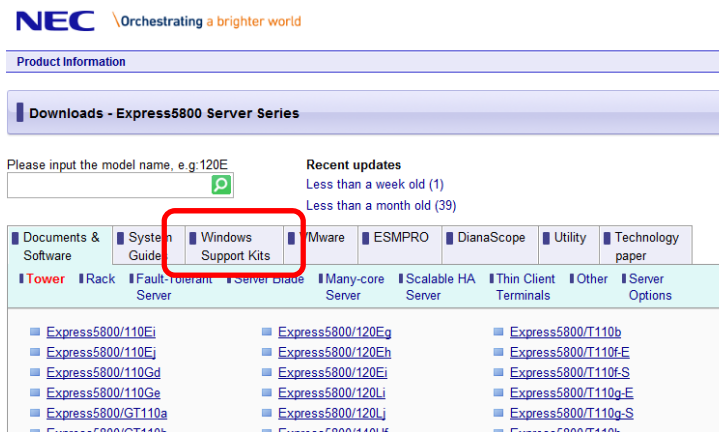 NEC \Orchestrating a brighter world
Product Information
Downloads - Express5800 Server Series
Please input the model name, e.g:120E
Recent updates
Less than a week old (1)
Less than a month old (39)
Documents & Software
System Guide
Windows Support Kits
VMware
ESMPRO
DianaScope
Utility
Technology paper
Tower
Rack
Fault-Tolerant Server
Server Blade
Many-core Server
Scalable HA Server
Thin Client Terminals
Other
Server Options
Express5800/110Ei
Express5800/120Eg
Express5800/T110b
Express5800/110Ej
Express5800/120Eh
Express5800/T110f-E
Express5800/110Gd
Express5800/120Ei
Express5800/T110f-S
Express5800/110Ge
Express5800/120Li
Express5800/T110g-E
Express5800/GT110a
Express5800/120Lj
Express5800/T110g-S